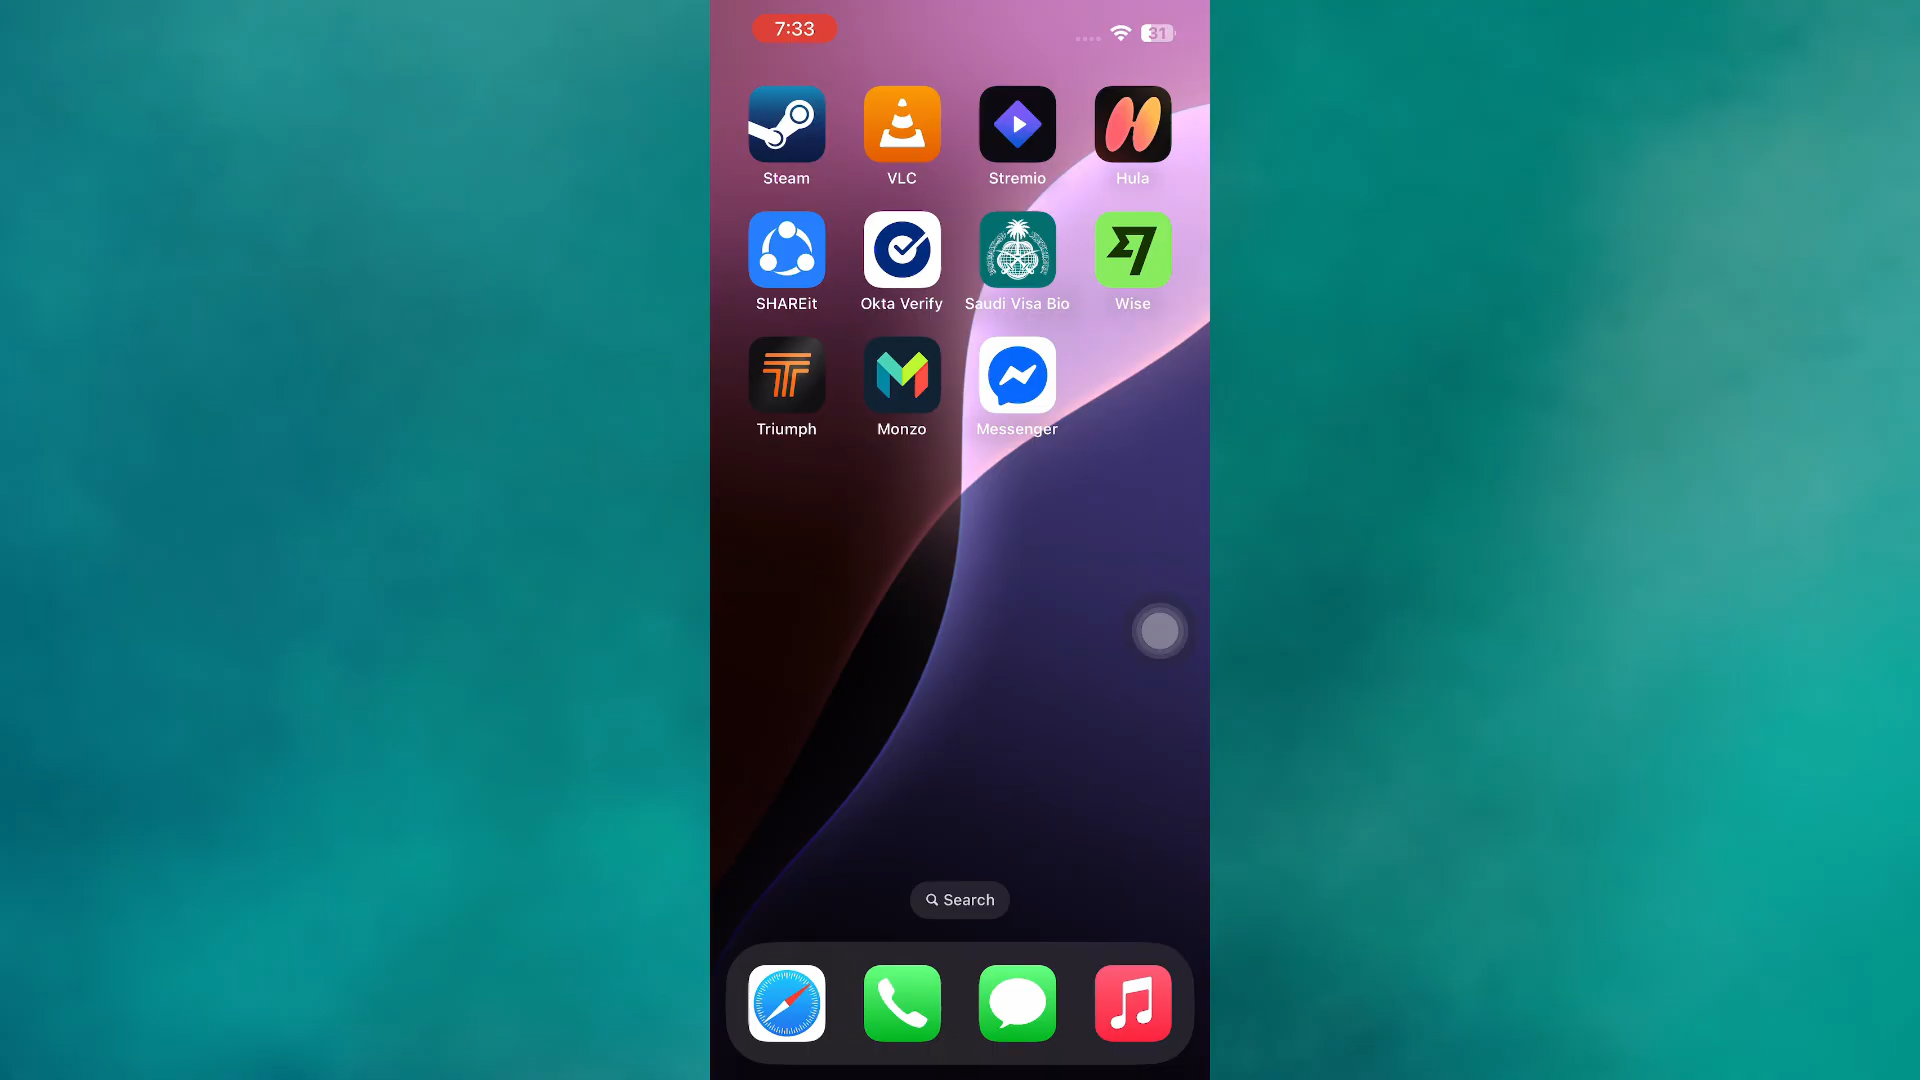 7:33
31
Steam
VLC
Stremio
Hula
SHAREit
Okta Verify
Saudi Visa Bio
Wise
Triumph
Monzo
Messenger
Search